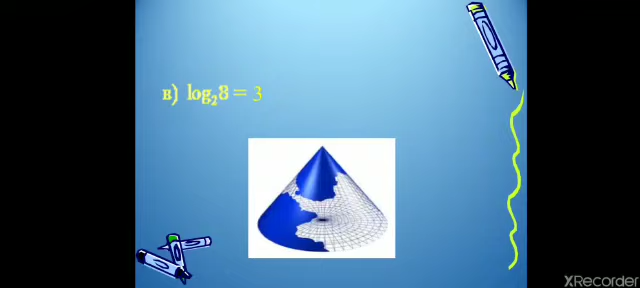 в) log₂8 = 3
XRecorder